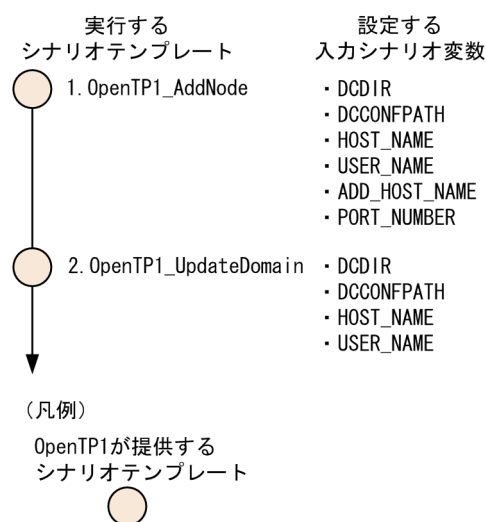 実行する
シナリオテンプレート
設定する
入力シナリオ変数
1.OpenTP1_AddNode
・DCDIR
・DCCONFPATH
・HOST_NAME
・USER_NAME
・ADD_HOST_NAME
・PORT_NUMBER
2.OpenTP1_UpdateDomain
・DCDIR
・DCCONFPATH
・HOST_NAME
・USER_NAME
（凡例）
OpenTP1が提供する
シナリオテンプレート